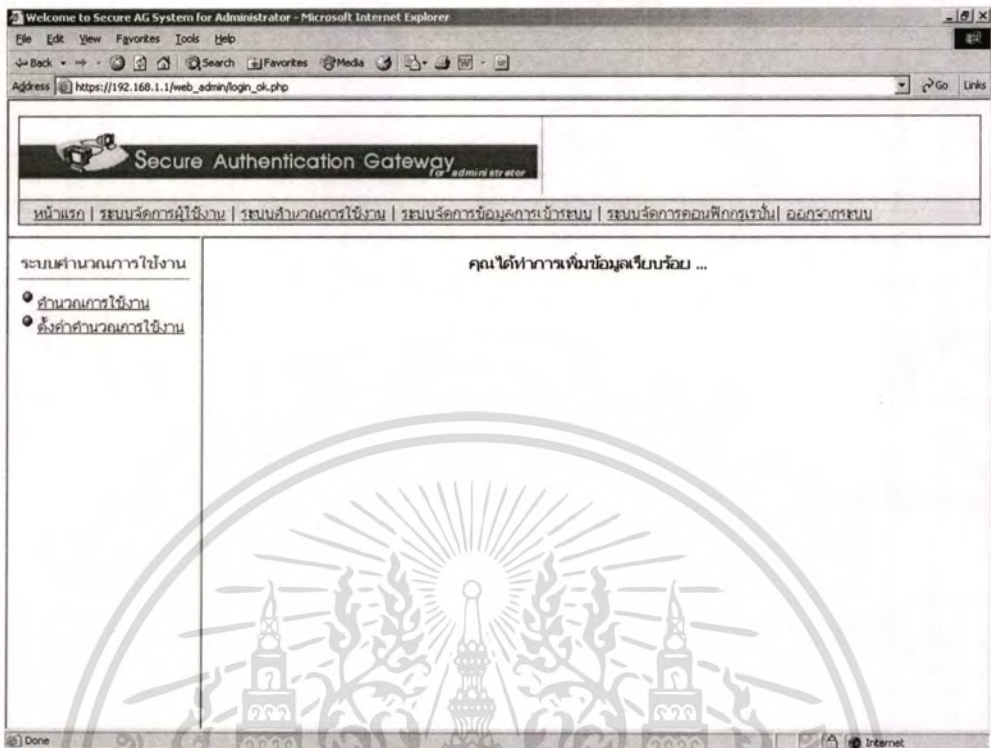 Welcome to Secure AG System for Administrator - Microsoft Internet Explorer
File Edit View Favorites Tools Help
Back Search Favorites Media
Address https://192.168.1.1/web_admin/login_ok.php Go Links
Secure Authentication Gateway
for administrator
หน้าแรก | ระบบจัดการผู้ใช้งาน | ระบบคำนวณการใช้งาน | ระบบจัดการข้อมูลการเข้าระบบ | ระบบจัดการคอนฟิกกูเรชั่น | ออกจากระบบ
ระบบคำนวณการใช้งาน
คุณได้ทำการเพิ่มข้อมูลเรียบร้อย ...
คำนวณการใช้งาน
ตั้งค่าคำนวณการใช้งาน
Done Internet